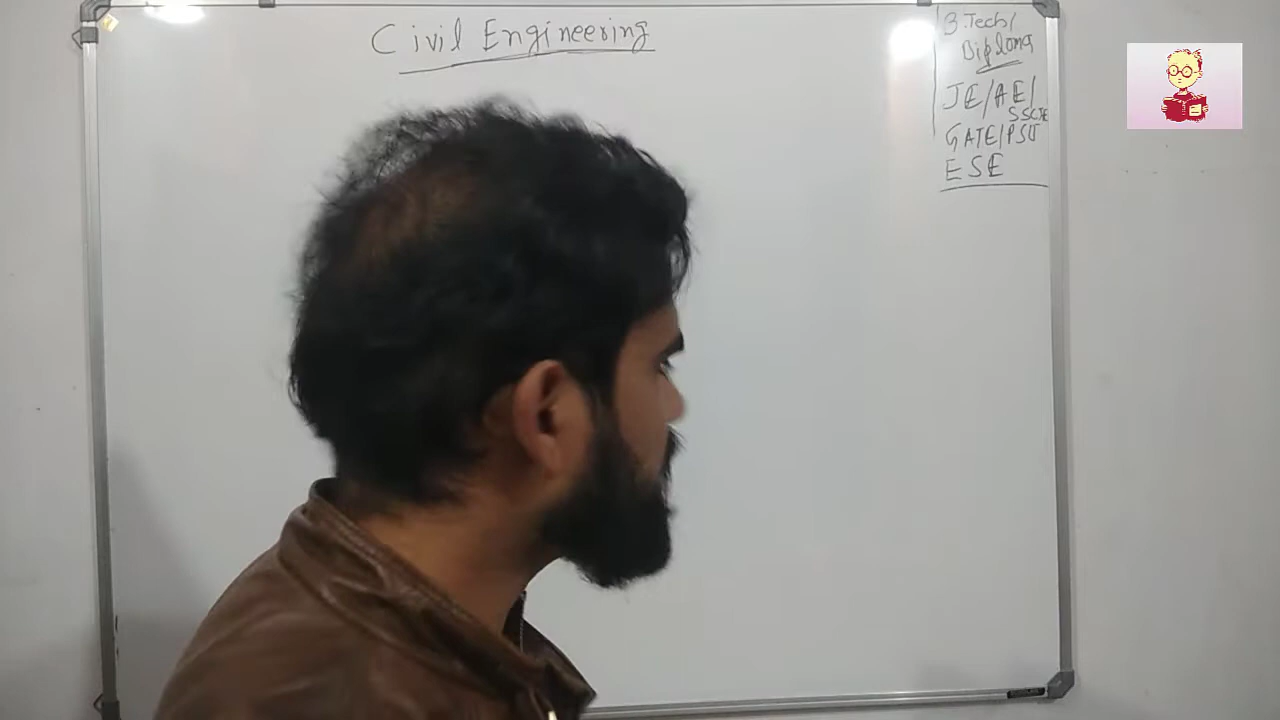 Civil Engineering
B.Tech/
Diploma
JE/AE/
SSCJE
GATE/PSU
ESE